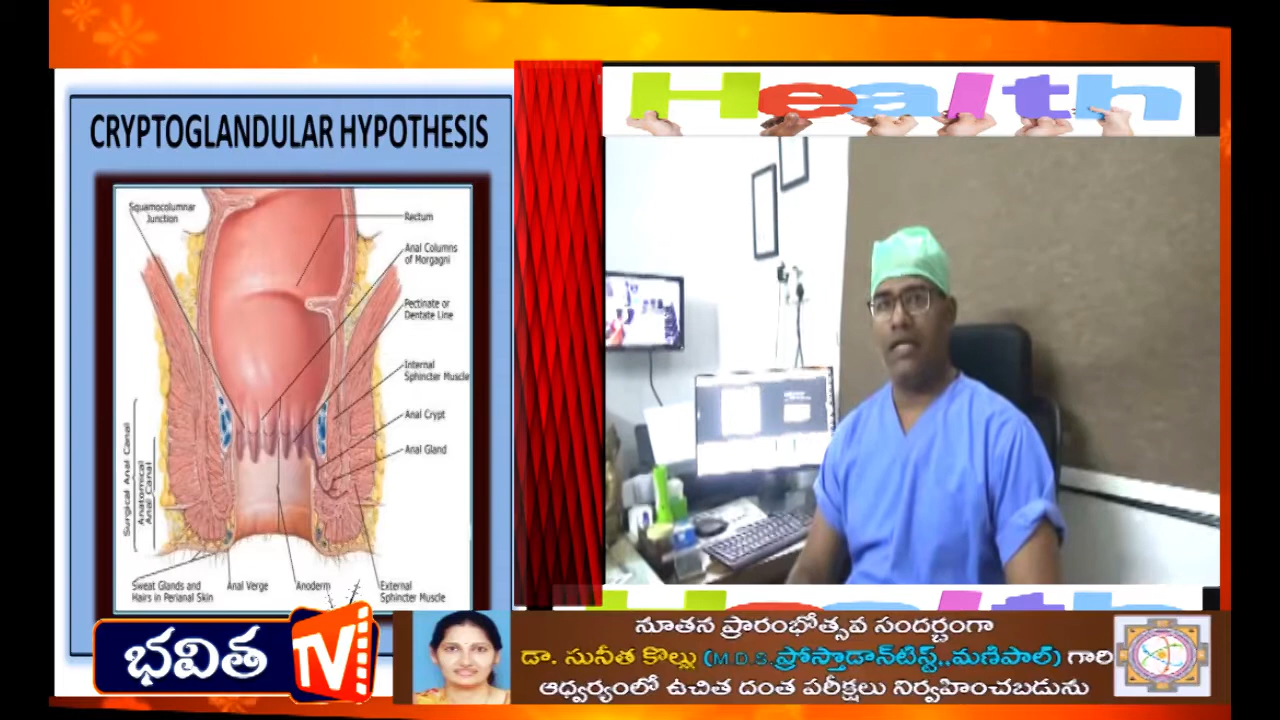 CRYPTOGLANDULAR HYPOTHESIS
Squamocolumnar
Junction
Rectum
Anal Columns
of Morgagni
Pectinate or
Dentate Line
Internal
Sphincter Muscle
Anal Crypt
Anal Gland
Surgical Anal Canal
Anatomical
Anal Canal
Sweat Glands and
Hairs in Perianal Skin
Anal Verge
Anoderm
External
Sphincter Muscle
Health
Health
భవిత TV
నూతన ప్రారంభోత్సవ సందర్భంగా
డా. సునీత కొల్లు (M.D.S.ప్రోస్తాడాన్‌టిస్ట్..మణిపాల్) గారి
ఆధ్వర్యంలో ఉచిత దంత పరీక్షలు నిర్వహించబడును